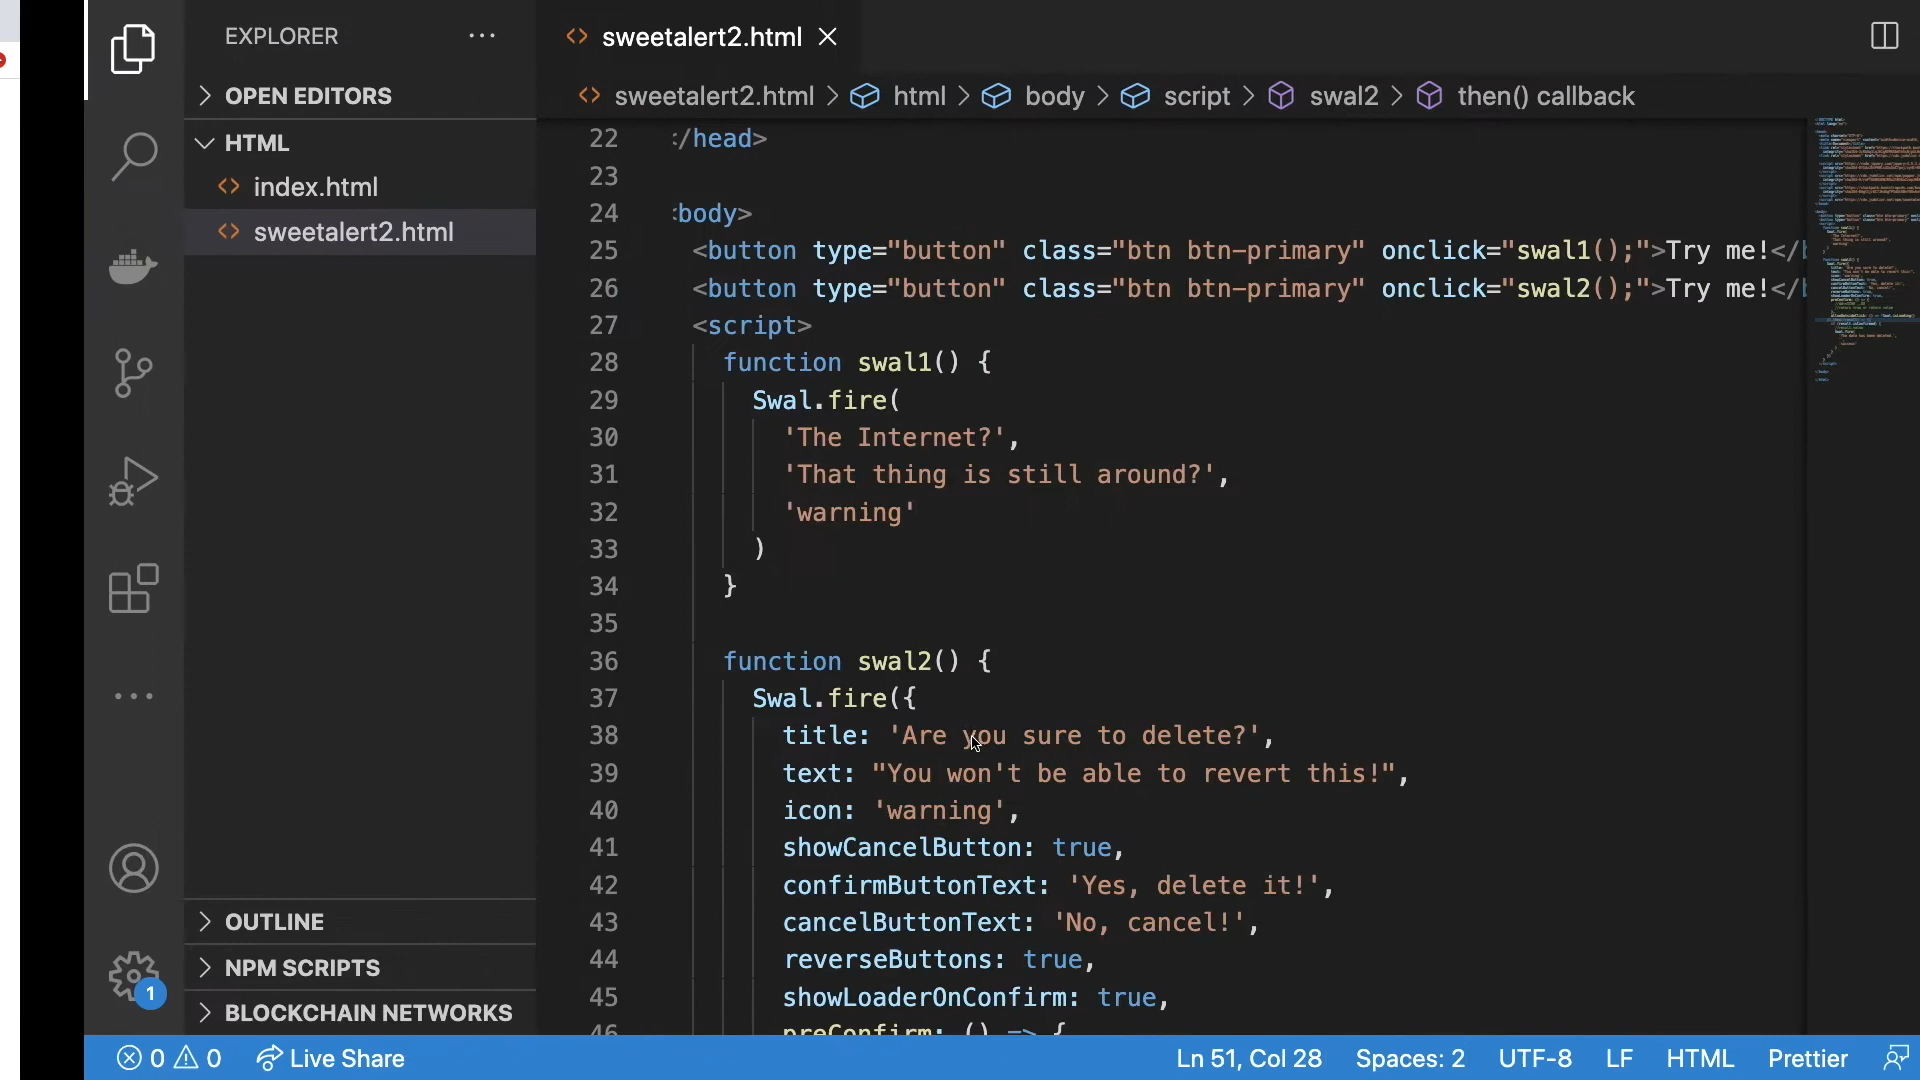 EXPLORER
sweetalert2.html
OPEN EDITORS
sweetalert2.html > html > body > script > swal2 > then() callback
HTML
index.html
sweetalert2.html
22 </head>
23
24 <body>
25 <button type="button" class="btn btn-primary" onclick="swal1();">Try me!</
26 <button type="button" class="btn btn-primary" onclick="swal2();">Try me!</
27 <script>
28 function swal1() {
29 Swal.fire(
30 'The Internet?',
31 'That thing is still around?',
32 'warning'
33 )
34 }
35
36 function swal2() {
37 Swal.fire({
38 title: 'Are you sure to delete?',
39 text: "You won't be able to revert this!",
40 icon: 'warning',
41 showCancelButton: true,
42 confirmButtonText: 'Yes, delete it!',
43 cancelButtonText: 'No, cancel!',
44 reverseButtons: true,
45 showLoaderOnConfirm: true,
46 preConfirm: () => {
OUTLINE
NPM SCRIPTS
1
BLOCKCHAIN NETWORKS
0 0 Live Share
Ln 51, Col 28 Spaces: 2 UTF-8 LF HTML Prettier